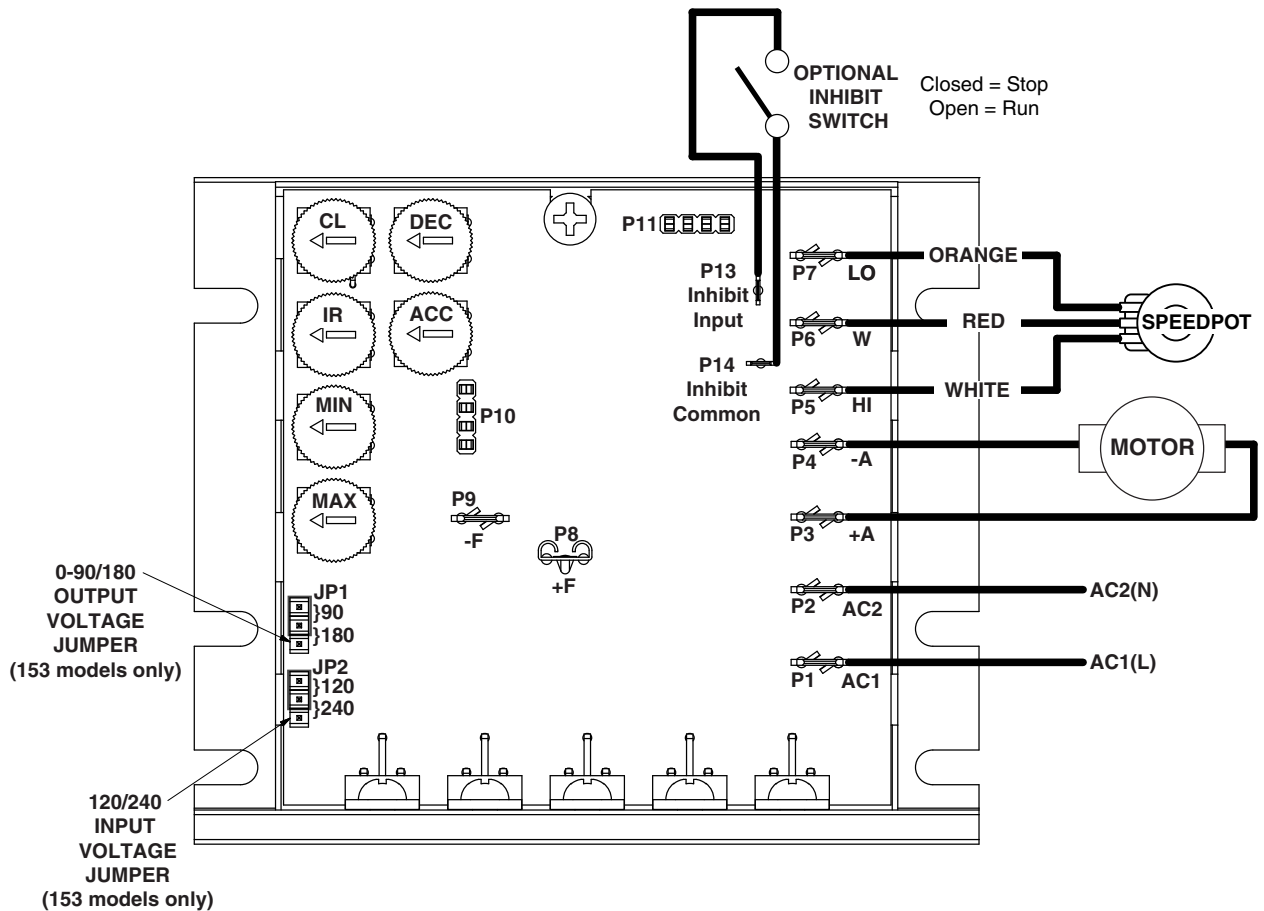 OPTIONAL
INHIBIT
SWITCH
Closed = Stop
Open = Run
CL
DEC
P11
P13
Inhibit
Input
P7
LO
ORANGE
IR
ACC
P6
W
RED
SPEEDPOT
P14
Inhibit
Common
P5
HI
WHITE
MIN
P10
P4
-A
MOTOR
MAX
P9
-F
P8
+F
P3
+A
0-90/180
OUTPUT
VOLTAGE
JUMPER
(153 models only)
JP1
}90
}180
P2
AC2
AC2(N)
JP2
}120
}240
P1
AC1
AC1(L)
120/240
INPUT
VOLTAGE
JUMPER
(153 models only)